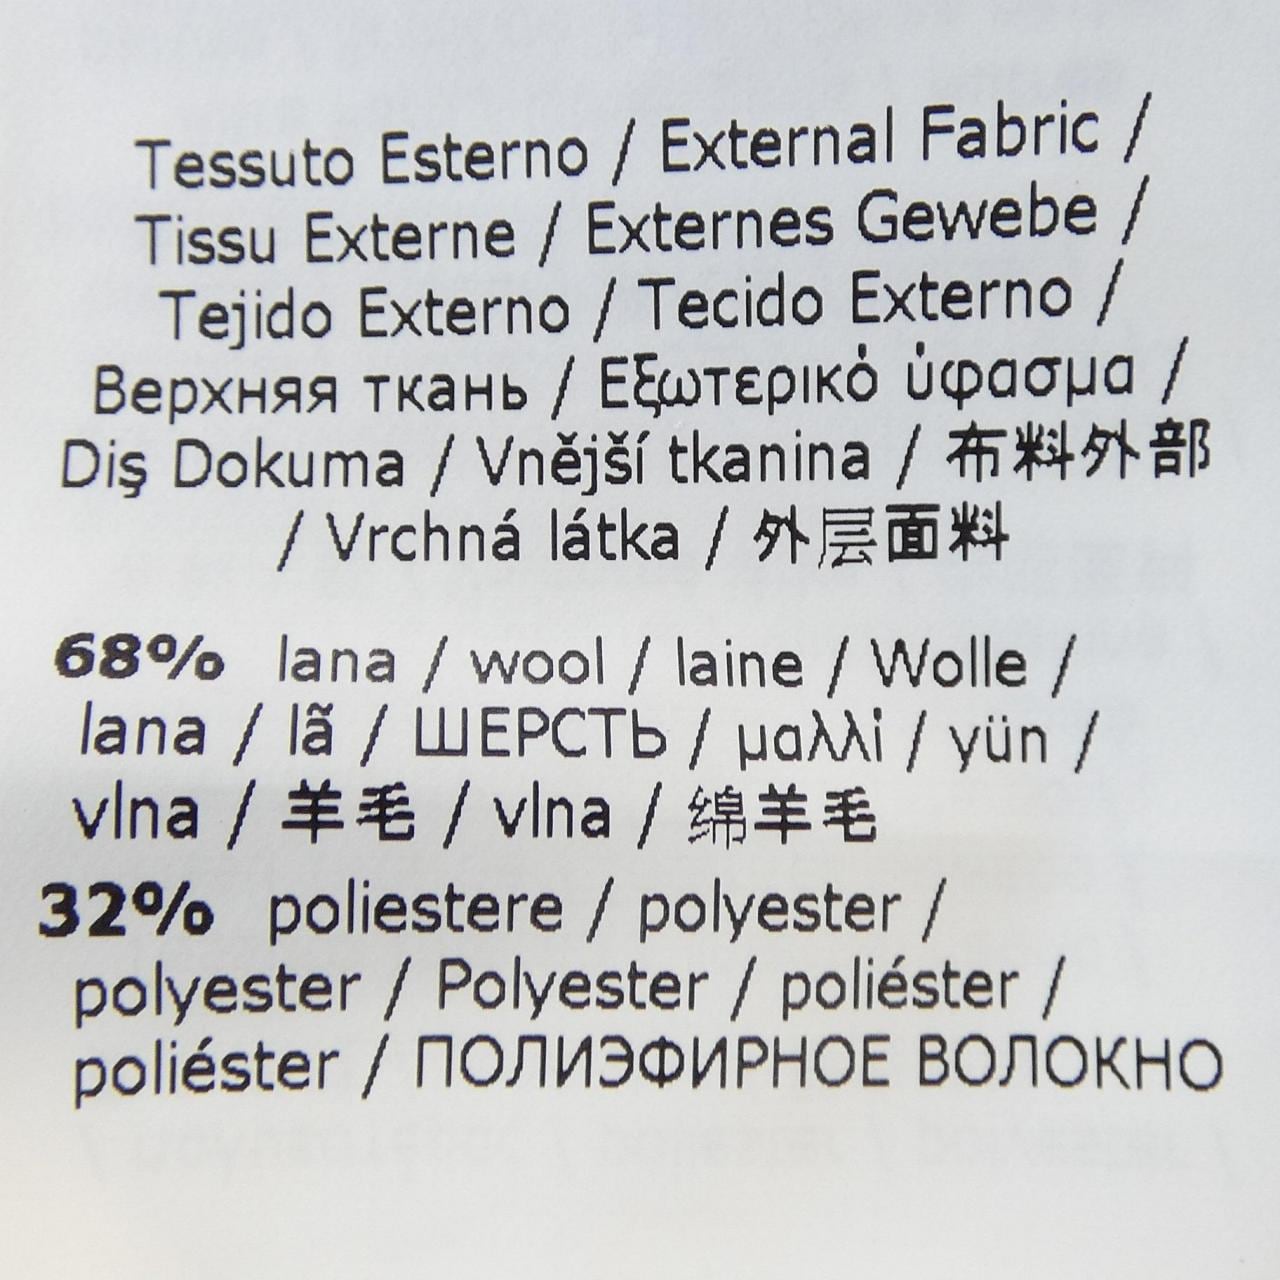 Tessuto Esterno / External Fabric /
Tissu Externe / Externes Gewebe /
Tejido Externo / Tecido Externo /
Верхняя ткань / Εξωτερικό ύφασμα /
Diş Dokuma / Vnější tkanina / 布料外部
/ Vrchná látka / 外层面料
68% lana / wool / laine / Wolle /
lana / lã / ШЕРСТЬ / μαλλί / yün /
vlna / 羊毛 / vlna / 绵羊毛
32% poliestere / polyester /
polyester / Polyester / poliéster /
poliéster / ПОЛИЭФИРНОЕ ВОЛОКНО